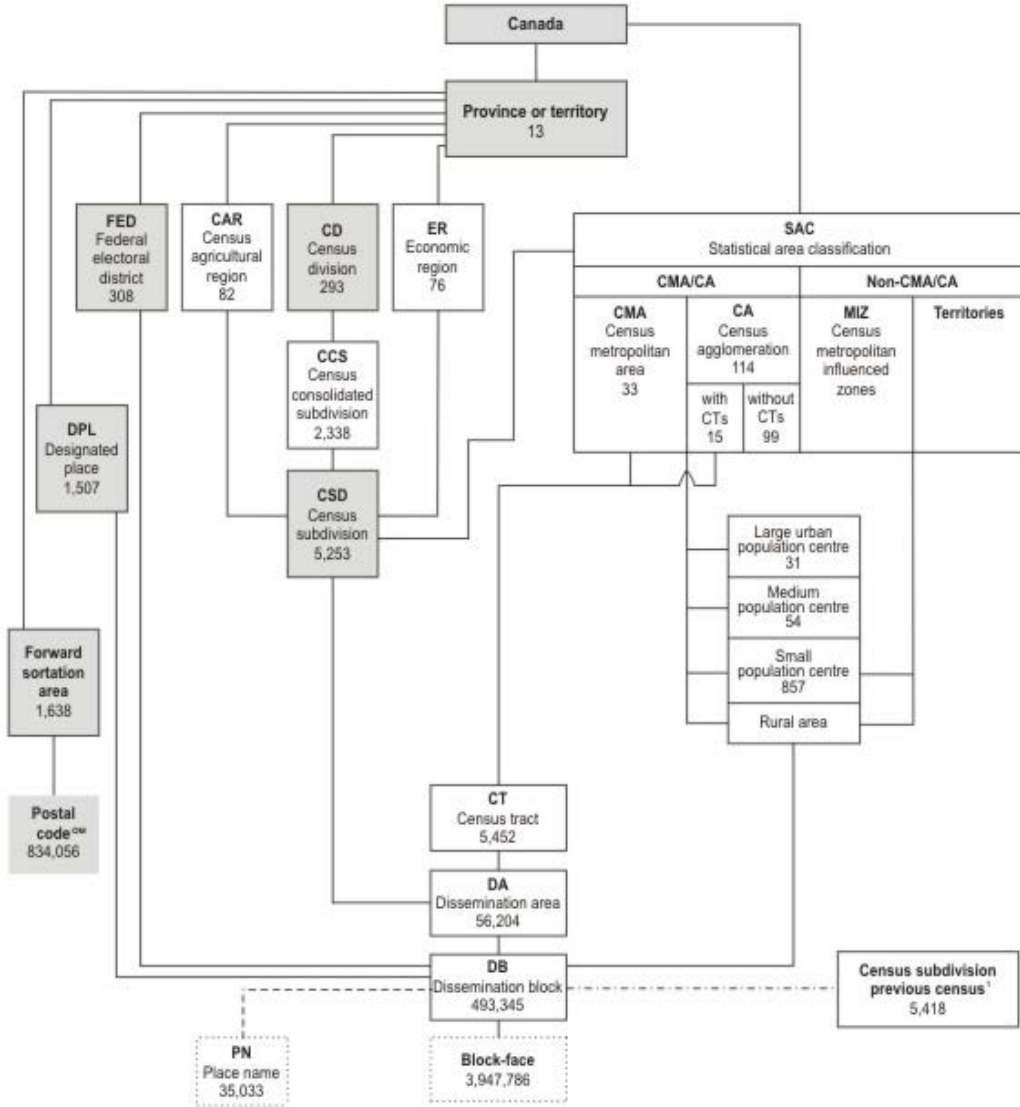 Canada
Province or territory
13
FED
Federal
electoral
district
308
CAR
Census
agricultural
region
82
CD
Census
division
293
ER
Economic
region
76
SAC
Statistical area classification
CMA/CA
Non-CMA/CA
CMA
Census
metropolitan
area
33
CA
Census
agglomeration
114
with
CTs
15
without
CTs
99
MIZ
Census
metropolitan
influenced
zones
Territories
CCS
Census
consolidated
subdivision
2,338
DPL
Designated
place
1,507
CSD
Census
subdivision
5,253
Large urban
population centre
31
Medium
population centre
54
Small
population centre
857
Rural area
Forward
sortation
area
1,638
Postal
code OM
834,056
CT
Census tract
5,452
DA
Dissemination area
56,204
DB
Dissemination block
493,345
Census subdivision
previous census¹
5,418
PN
Place name
35,033
Block-face
3,947,786